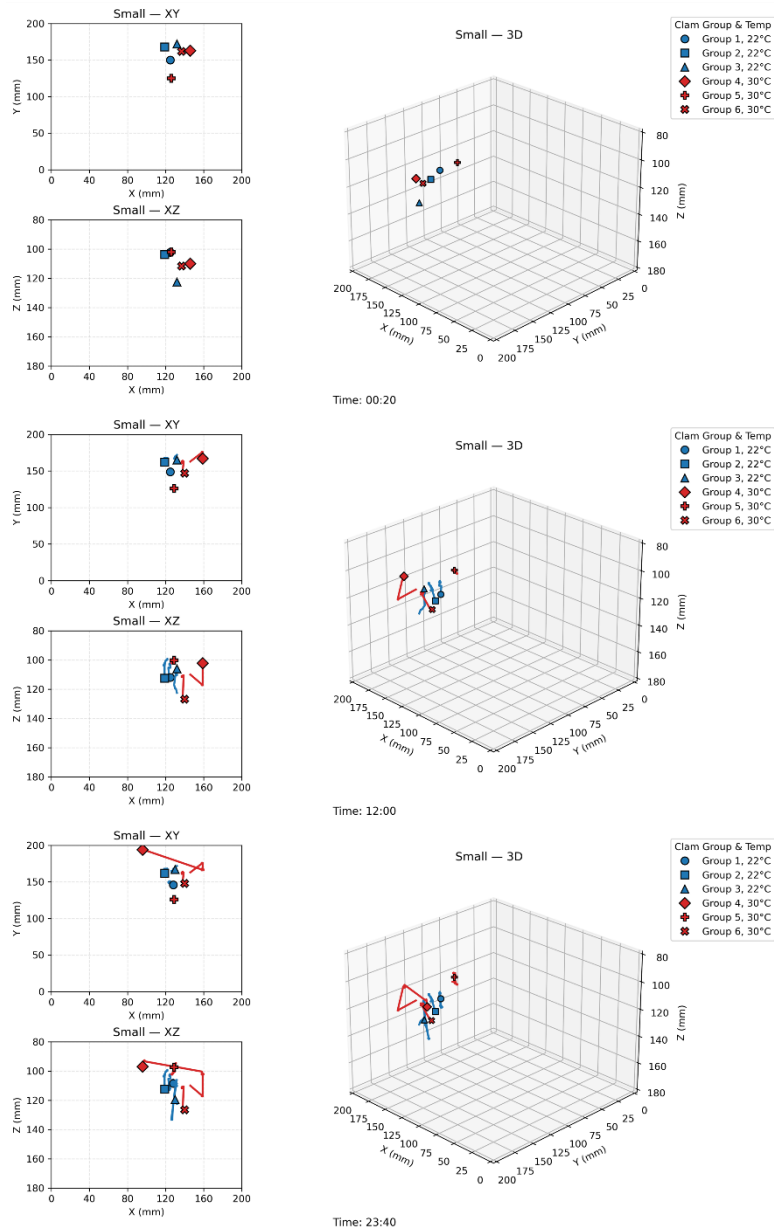 Small — XY
200
150
100
50
0
Y (mm)
0 40 80 120 160 200
X (mm)
Small — XZ
80
100
120
140
160
180
Z (mm)
0 40 80 120 160 200
X (mm)
Small — 3D
Clam Group & Temp
Group 1, 22°C
Group 2, 22°C
Group 3, 22°C
Group 4, 30°C
Group 5, 30°C
Group 6, 30°C
80
100
120
140
160
180
Z (mm)
200 175 150 125 100 75 50 25 0
X (mm)
200 175 150 125 100 75 50 25 0
Y (mm)
Time: 00:20
Small — XY
200
150
100
50
0
Y (mm)
0 40 80 120 160 200
X (mm)
Small — XZ
80
100
120
140
160
180
Z (mm)
0 40 80 120 160 200
X (mm)
Small — 3D
Clam Group & Temp
Group 1, 22°C
Group 2, 22°C
Group 3, 22°C
Group 4, 30°C
Group 5, 30°C
Group 6, 30°C
80
100
120
140
160
180
Z (mm)
200 175 150 125 100 75 50 25 0
X (mm)
200 175 150 125 100 75 50 25 0
Y (mm)
Time: 12:00
Small — XY
200
150
100
50
0
Y (mm)
0 40 80 120 160 200
X (mm)
Small — XZ
80
100
120
140
160
180
Z (mm)
0 40 80 120 160 200
X (mm)
Small — 3D
Clam Group & Temp
Group 1, 22°C
Group 2, 22°C
Group 3, 22°C
Group 4, 30°C
Group 5, 30°C
Group 6, 30°C
80
100
120
140
160
180
Z (mm)
200 175 150 125 100 75 50 25 0
X (mm)
200 175 150 125 100 75 50 25 0
Y (mm)
Time: 23:40